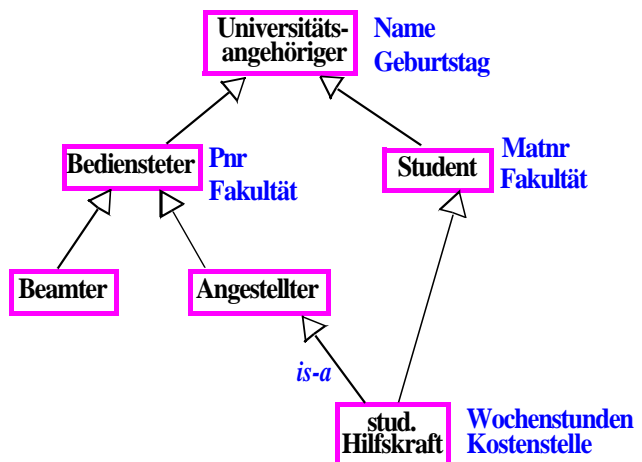 Universitäts-
angehöriger
Name
Geburtstag
Bediensteter
Pnr
Fakultät
Student
Matnr
Fakultät
Beamter
Angestellter
is-a
stud.
Hilfskraft
Wochenstunden
Kostenstelle